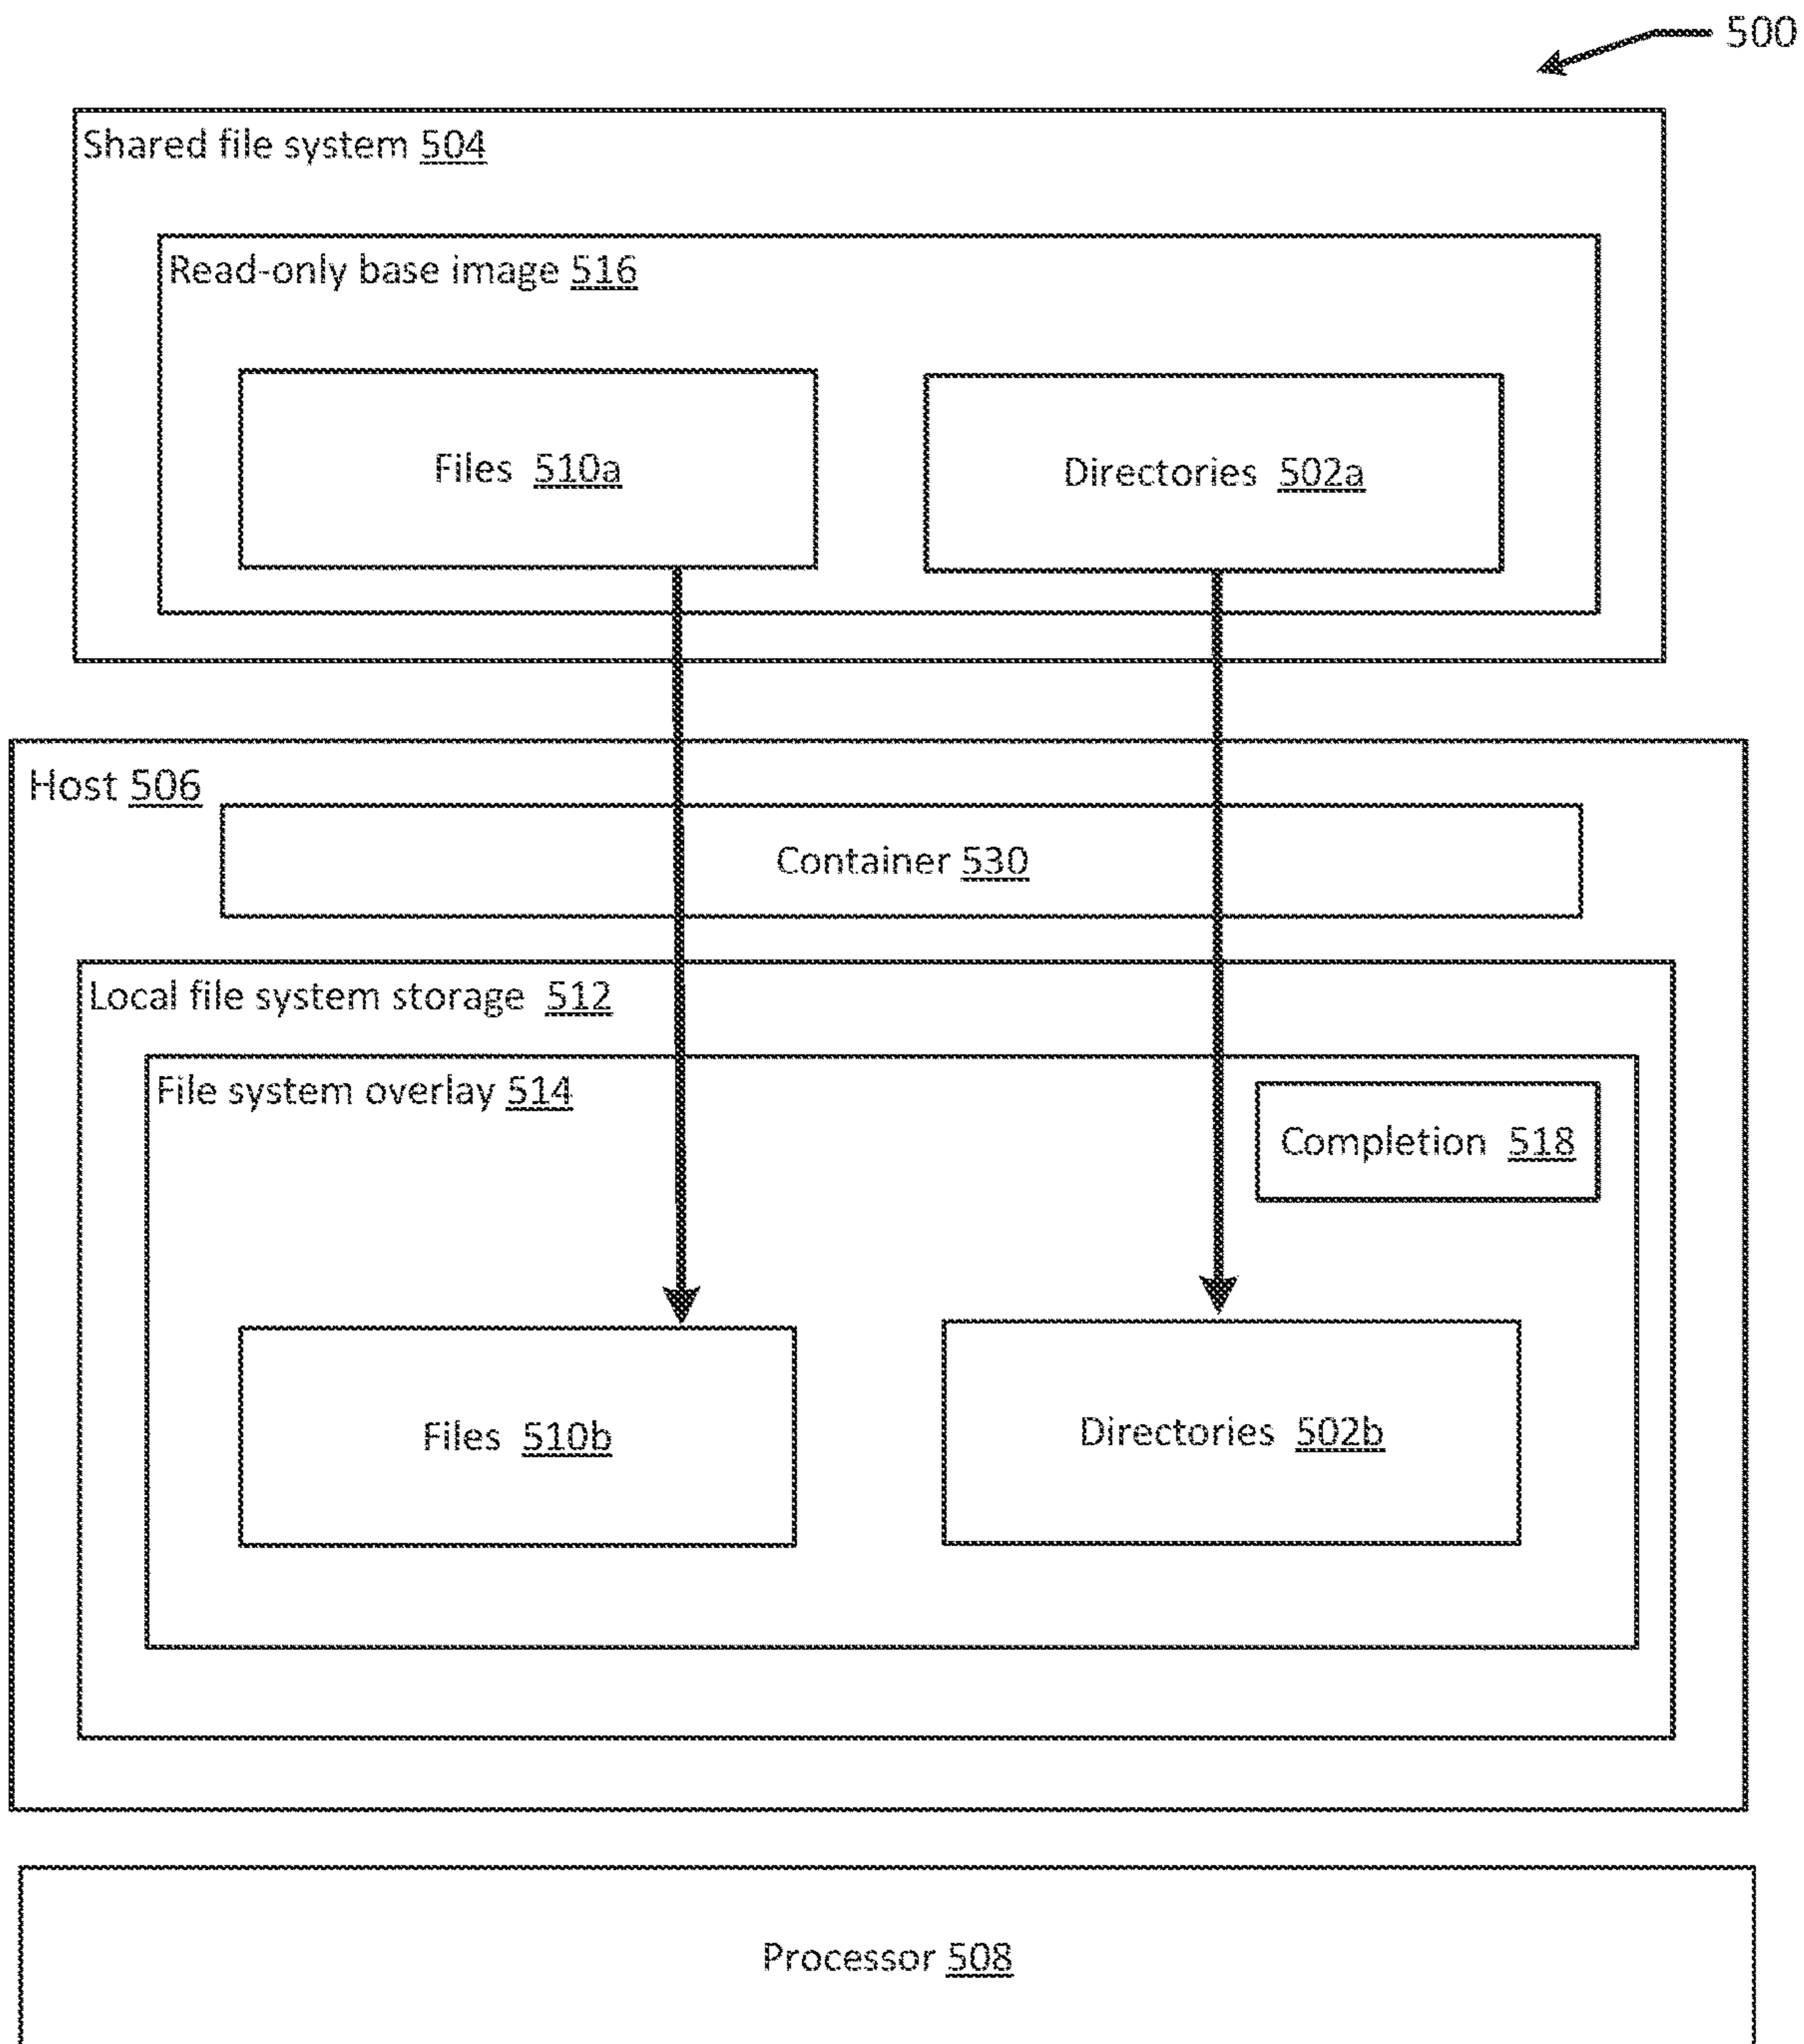 500
Shared file system 504
Read-only base image 516
Files 510a
Directories 502a
Host 506
Container 530
Local file system storage 512
File system overlay 514
Completion 518
Files 510b
Directories 502b
Processor 508